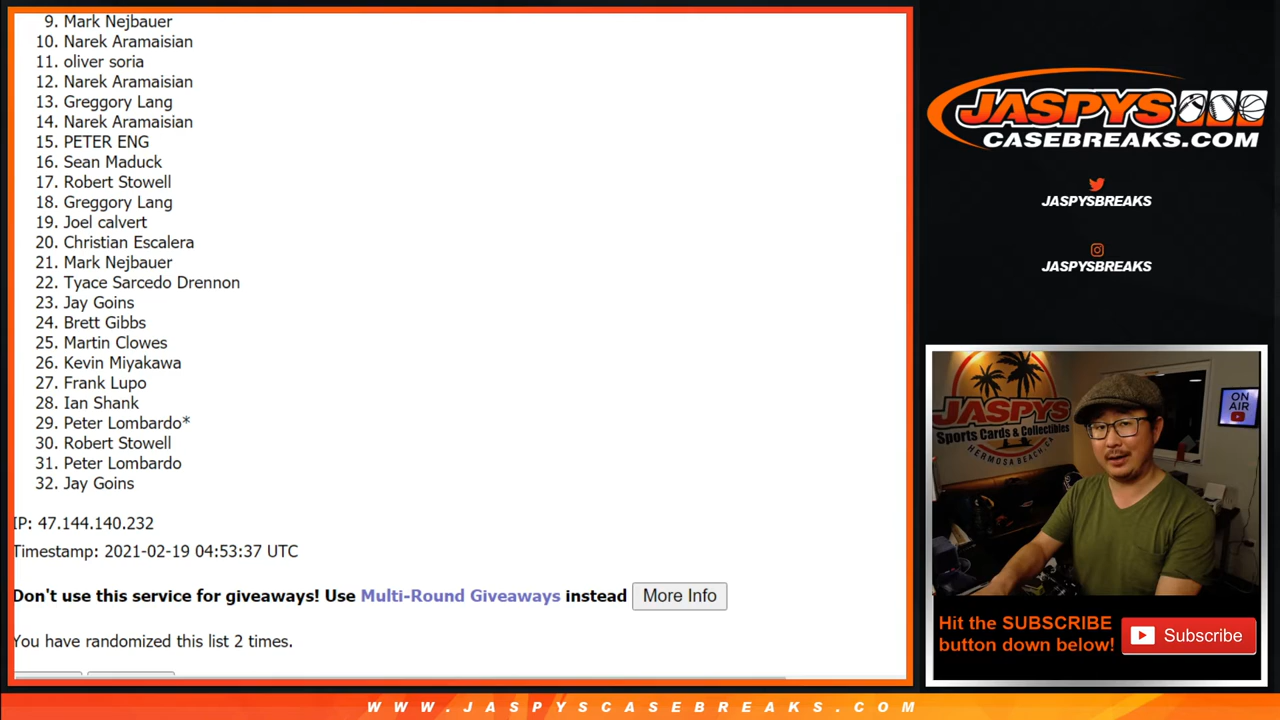 9. Mark Nejbauer
10. Narek Aramaisian
11. oliver soria
12. Narek Aramaisian
13. Greggory Lang
14. Narek Aramaisian
15. PETER ENG
16. Sean Maduck
17. Robert Stowell
18. Greggory Lang
19. Joel calvert
20. Christian Escalera
21. Mark Nejbauer
22. Tyace Sarcedo Drennon
23. Jay Goins
24. Brett Gibbs
25. Martin Clowes
26. Kevin Miyakawa
27. Frank Lupo
28. Ian Shank
29. Peter Lombardo*
30. Robert Stowell
31. Peter Lombardo
32. Jay Goins
IP: 47.144.140.232
Timestamp: 2021-02-19 04:53:37 UTC
Don't use this service for giveaways! Use Multi-Round Giveaways instead More Info
You have randomized this list 2 times.
JASPYS
CASEBREAKS.COM
JASPYSBREAKS
JASPYSBREAKS
JASPYS
Sports Cards & Collectibles
HERMOSA BEACH, CA
ON
AIR
Hit the SUBSCRIBE
button down below!
Subscribe
WWW.JASPYSCASEBREAKS.COM